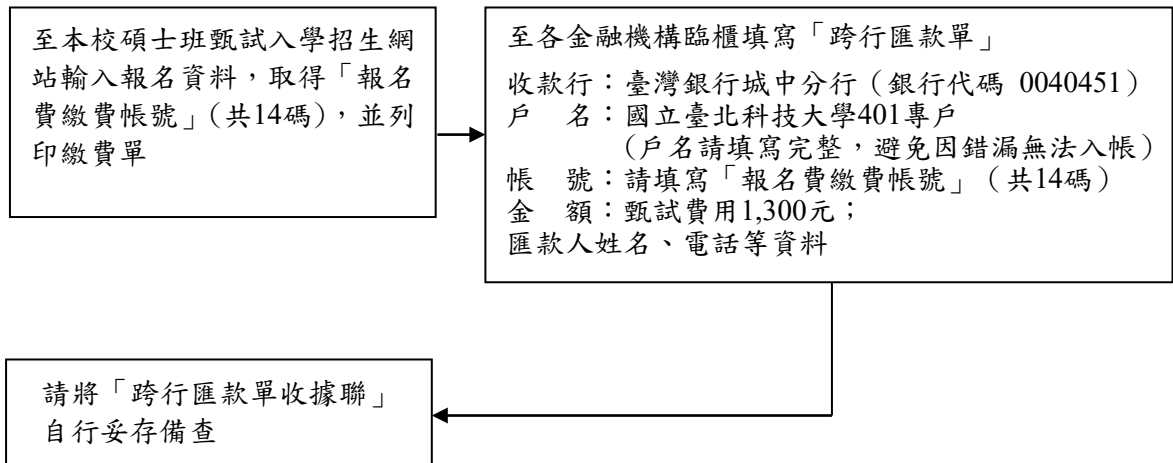 至本校碩士班甄試入學招生網
站輸入報名資料，取得「報名
費繳費帳號」（共14碼），並列
印繳費單
至各金融機構臨櫃填寫「跨行匯款單」
收款行：臺灣銀行城中分行（銀行代碼 0040451）
戶　名：國立臺北科技大學401專戶
（戶名請填寫完整，避免因錯漏無法入帳）
帳　號：請填寫「報名費繳費帳號」（共14碼）
金　額：甄試費用1,300元；
匯款人姓名、電話等資料
請將「跨行匯款單收據聯」
自行妥存備查